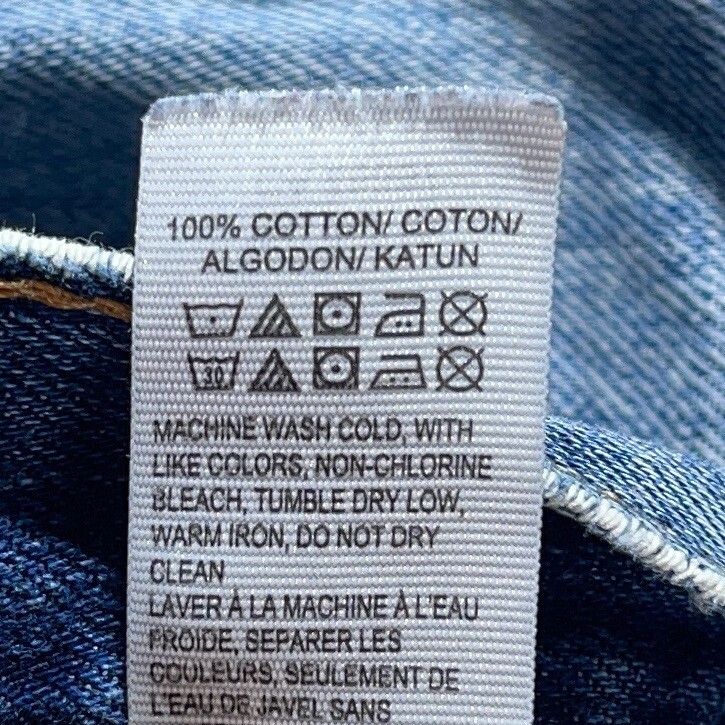 100% COTTON/ COTON/
ALGODON/ KATUN
30
MACHINE WASH COLD, WITH
LIKE COLORS, NON-CHLORINE
BLEACH, TUMBLE DRY LOW,
WARM IRON, DO NOT DRY
CLEAN
LAVER À LA MACHINE À L'EAU
FROIDE, SEPARER LES
COULEURS, SEULEMENT DE
L'EAU DE JAVEL SANS